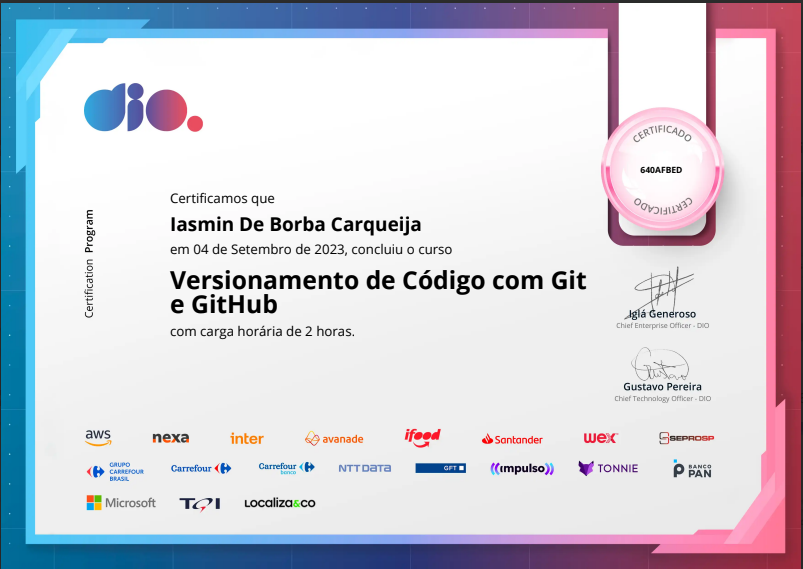 dio.
CERTIFICADO
640AFBED
CERTIFICADO
Certification Program
Certificamos que
Iasmin De Borba Carqueija
em 04 de Setembro de 2023, concluiu o curso
Versionamento de Código com Git
e GitHub
com carga horária de 2 horas.
Iglá Generoso
Chief Enterprise Officer - DIO
Gustavo Pereira
Chief Technology Officer - DIO
aws nexa inter avanade ifood Santander wex SEPROSP
GRUPO CARREFOUR BRASIL Carrefour Carrefour banco NTT DATA GFT impulso TONNIE BANCO PAN
Microsoft TQI LOCALIZA&CO